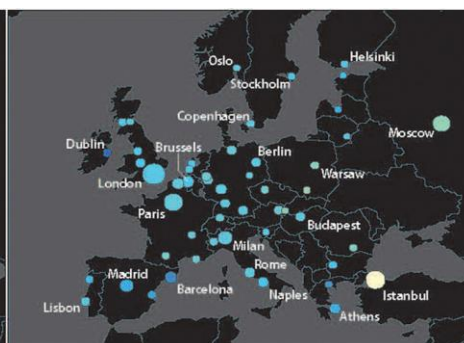 Oslo
Helsinki
Stockholm
Copenhagen
Moscow
Dublin
Brussels
Berlin
London
Warsaw
Paris
Budapest
Milan
Madrid
Rome
Barcelona
Naples
Istanbul
Lisbon
Athens